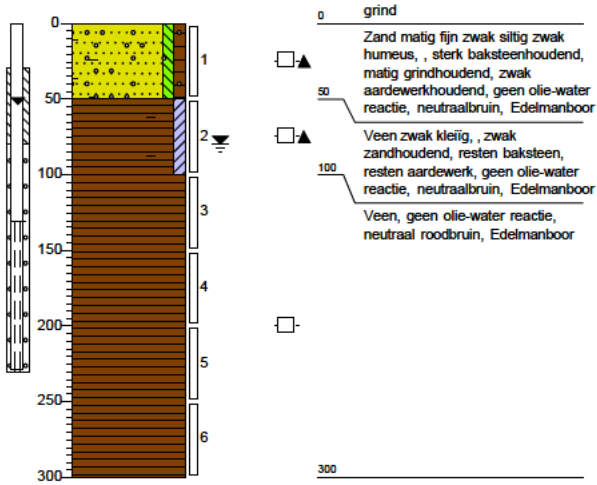 0
50
100
150
200
250
300
1
2
3
4
5
6
0
grind
Zand matig fijn zwak siltig zwak
humeus, , sterk baksteenhoudend,
matig grindhoudend, zwak
aardewerkhoudend, geen olie-water
reactie, neutraalbruin, Edelmanboor
50
Veen zwak kleiïg, , zwak
zandhoudend, resten baksteen,
resten aardewerk, geen olie-water
reactie, neutraalbruin, Edelmanboor
100
Veen, geen olie-water reactie,
neutraal roodbruin, Edelmanboor
300